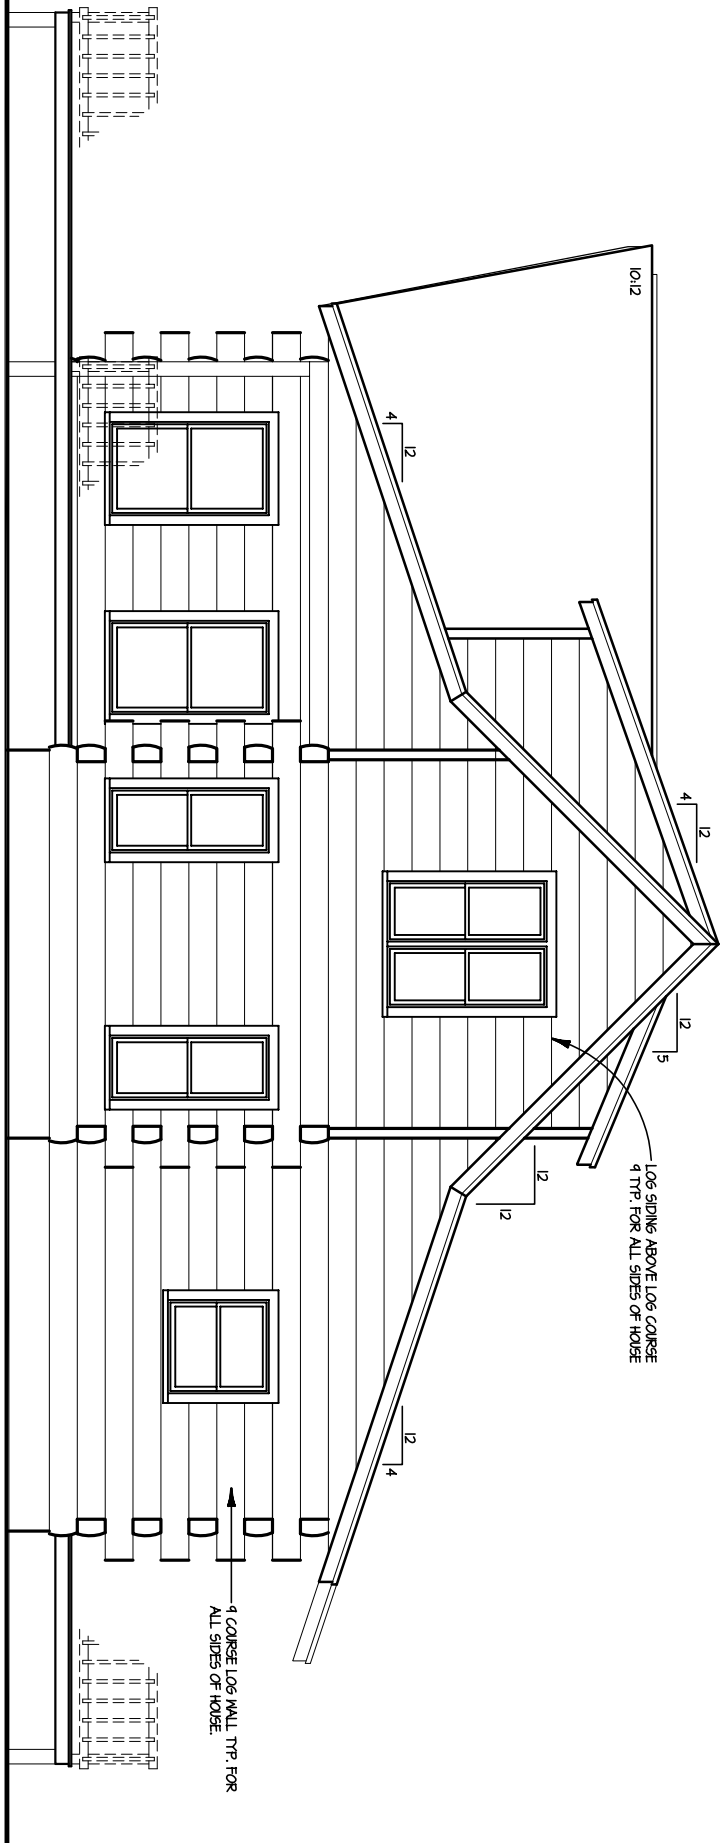 10:12
4
12
4
12
12
5
12
12
12
4
LOG SIDING ABOVE LOG COURSE
9 TYP. FOR ALL SIDES OF HOUSE
9 COURSE LOG WALL TYP. FOR
ALL SIDES OF HOUSE.